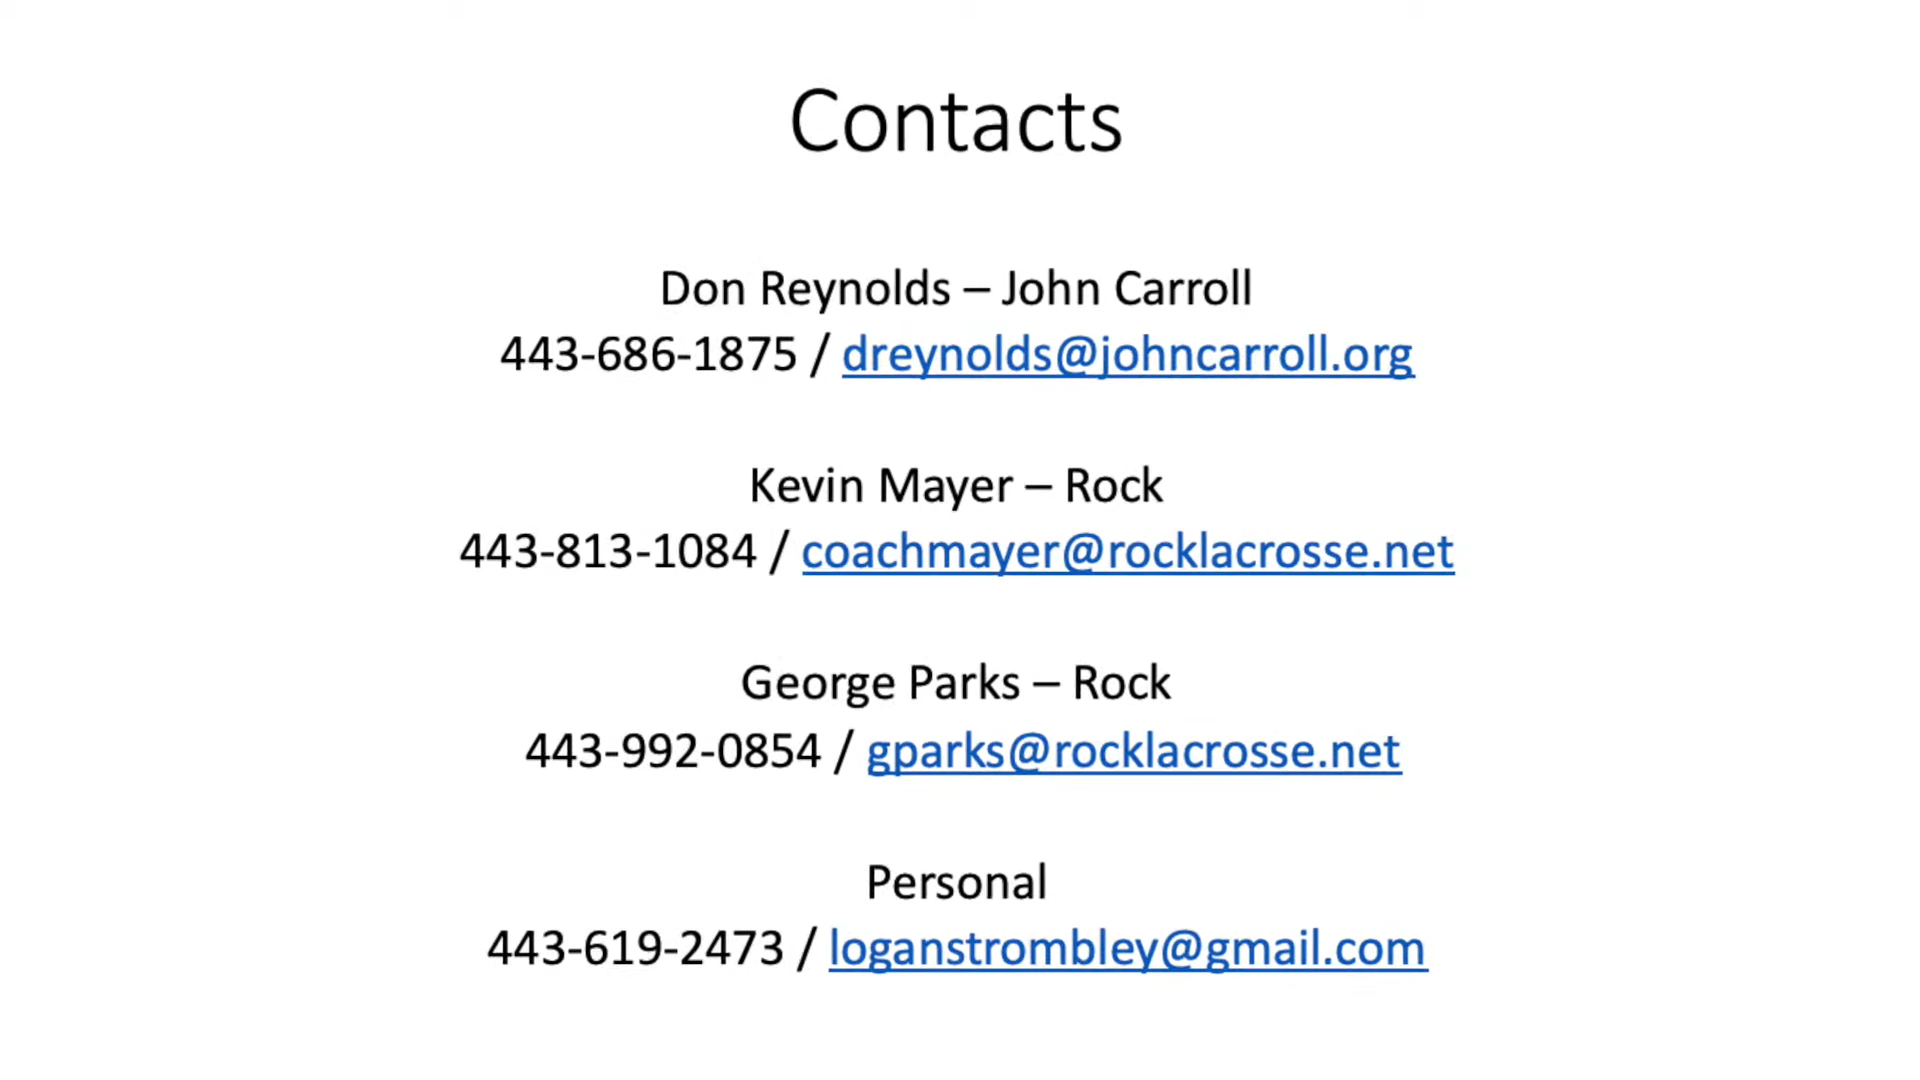 Contacts
Don Reynolds – John Carroll
443-686-1875 / dreynolds@johncarroll.org
Kevin Mayer – Rock
443-813-1084 / coachmayer@rocklacrosse.net
George Parks – Rock
443-992-0854 / gparks@rocklacrosse.net
Personal
443-619-2473 / loganstrombley@gmail.com